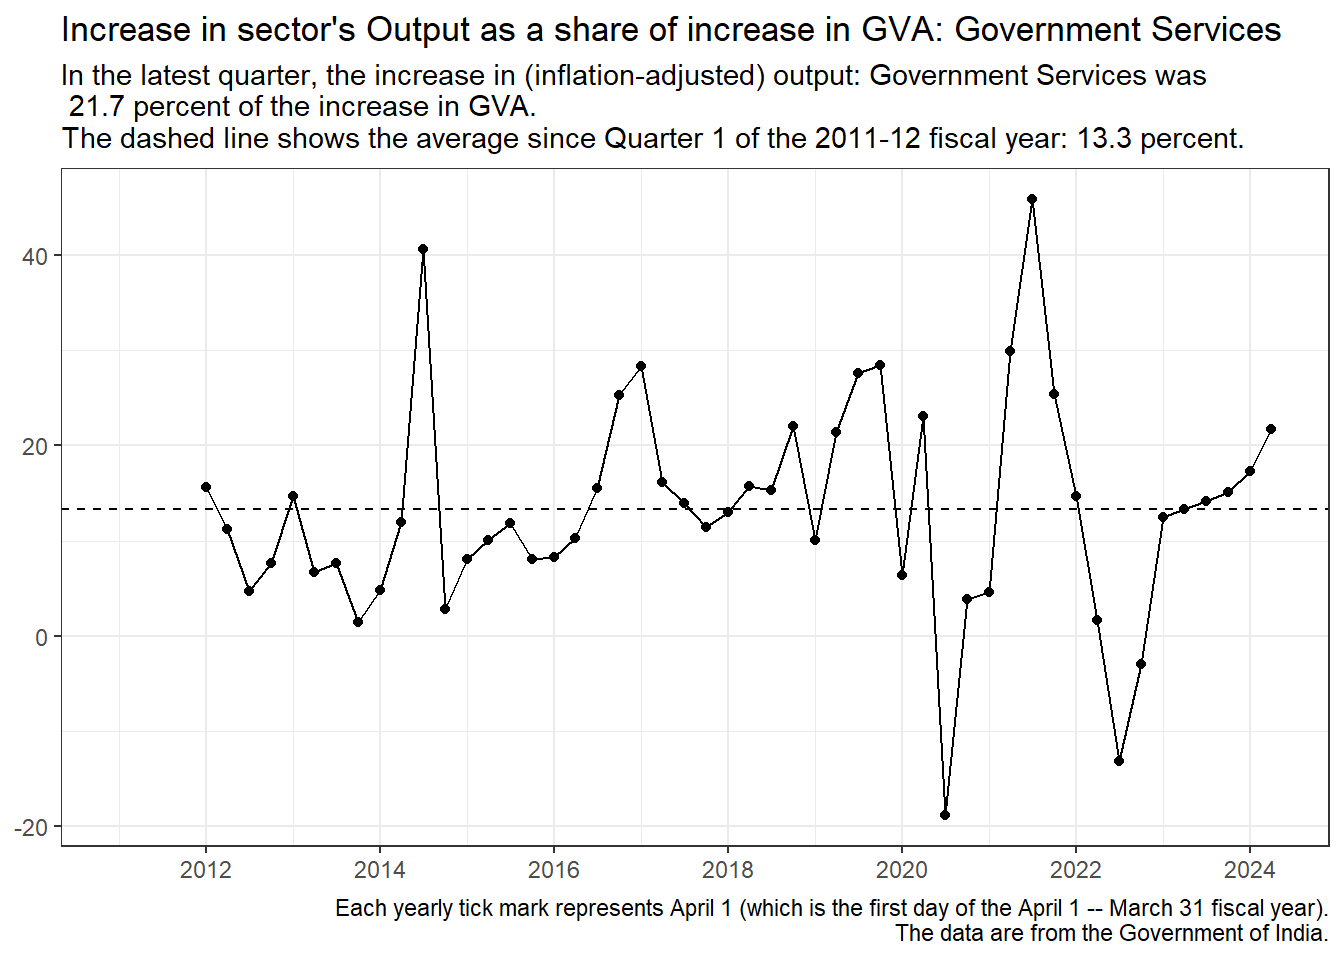 Increase in sector's Output as a share of increase in GVA: Government Services
In the latest quarter, the increase in (inflation-adjusted) output: Government Services was
21.7 percent of the increase in GVA.
The dashed line shows the average since Quarter 1 of the 2011-12 fiscal year: 13.3 percent.
40
20
0
-20
2012 2014 2016 2018 2020 2022 2024
Each yearly tick mark represents April 1 (which is the first day of the April 1 -- March 31 fiscal year).
The data are from the Government of India.